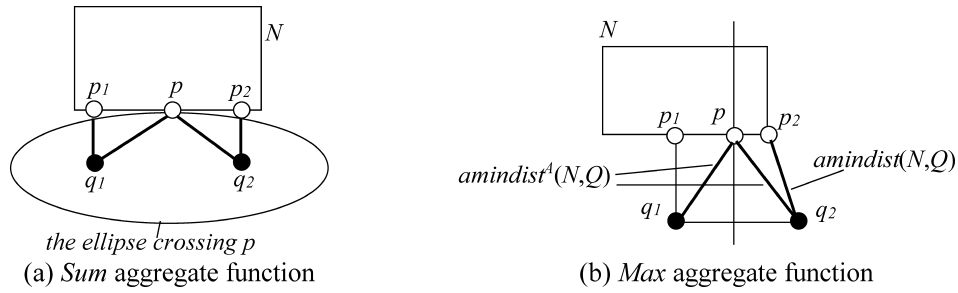 N
p1 p p2
q1 q2
the ellipse crossing p
(a) Sum aggregate function
N
p1 p p2
amindist^A(N,Q) amindist(N,Q)
q1 q2
(b) Max aggregate function